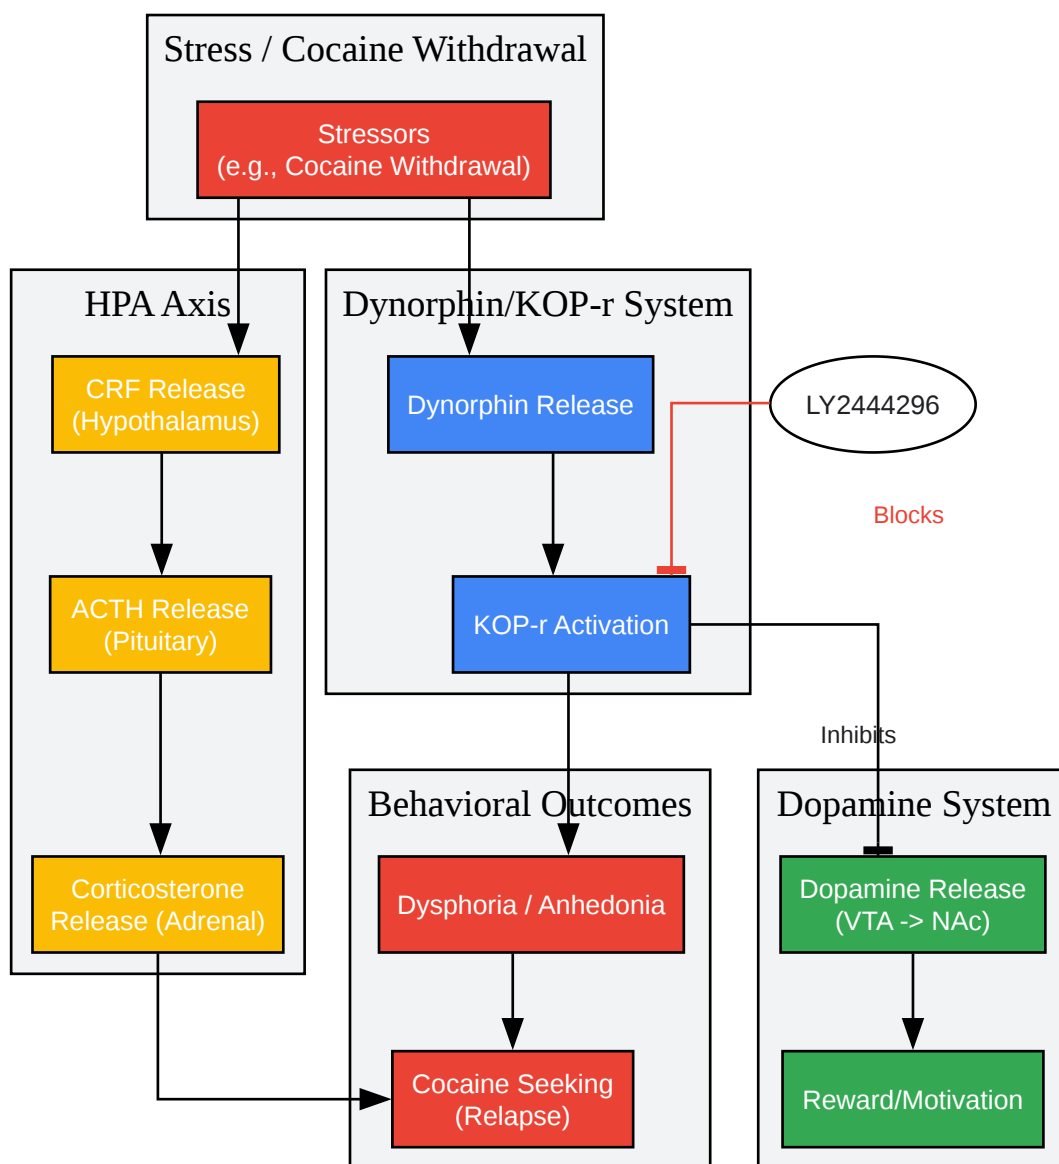 Stress / Cocaine Withdrawal
Stressors
(e.g., Cocaine Withdrawal)
HPA Axis
Dynorphin/KOP-r System
CRF Release
(Hypothalamus)
Dynorphin Release
LY2444296
Blocks
ACTH Release
(Pituitary)
KOP-r Activation
Inhibits
Behavioral Outcomes
Dopamine System
Corticosterone
Release (Adrenal)
Dysphoria / Anhedonia
Dopamine Release
(VTA -> NAc)
Cocaine Seeking
(Relapse)
Reward/Motivation